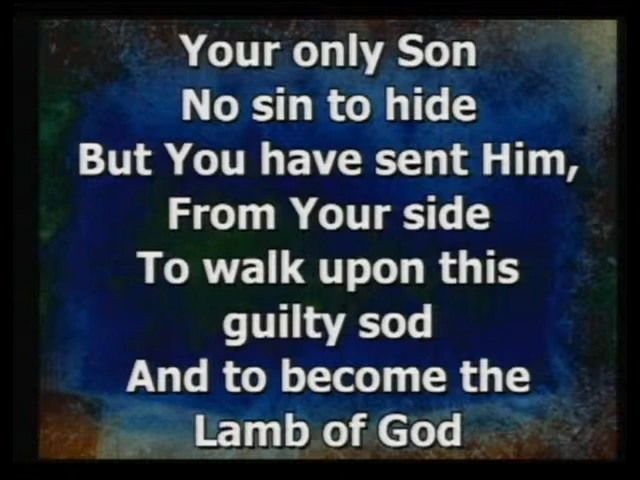 Your only Son
No sin to hide
But You have sent Him,
From Your side
To walk upon this
guilty sod
And to become the
Lamb of God